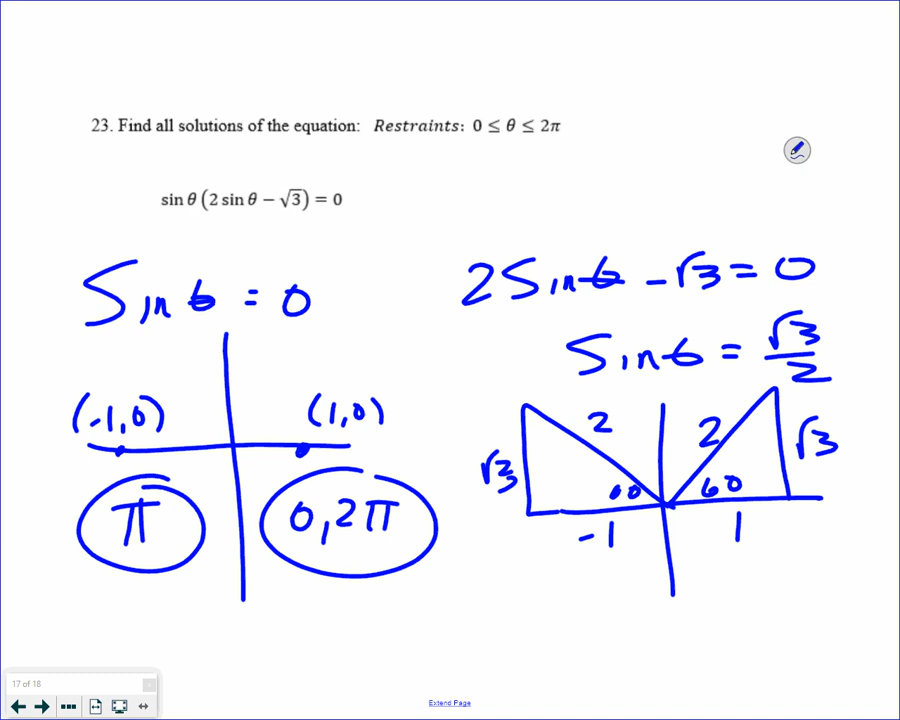 23. Find all solutions of the equation: Restraints: 0 ≤ θ ≤ 2π
sin θ (2 sin θ − √3) = 0
Sin θ = 0
(-1,0) (1,0)
π 0,2π
2 Sin θ - √3 = 0
Sin θ = √3/2
2 2
√3 √3
60 60
-1 1
17 of 18
Extend Page